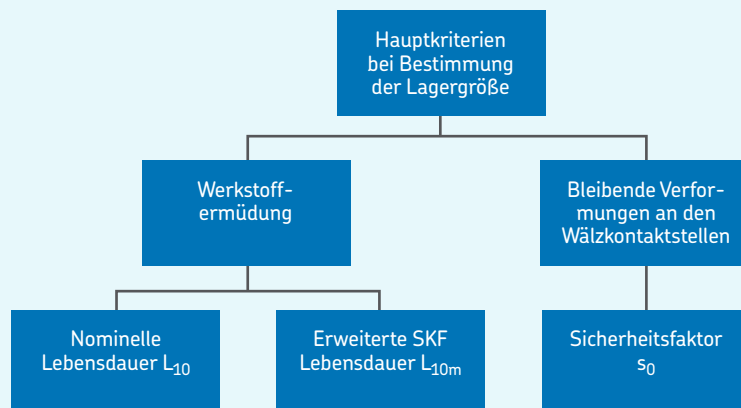 Hauptkriterien
bei Bestimmung
der Lagergröße
Werkstoff-
ermüdung
Bleibende Verfor-
mungen an den
Wälzkontaktstellen
Nominelle
Lebensdauer L10
Erweiterte SKF
Lebensdauer L10m
Sicherheitsfaktor
s0